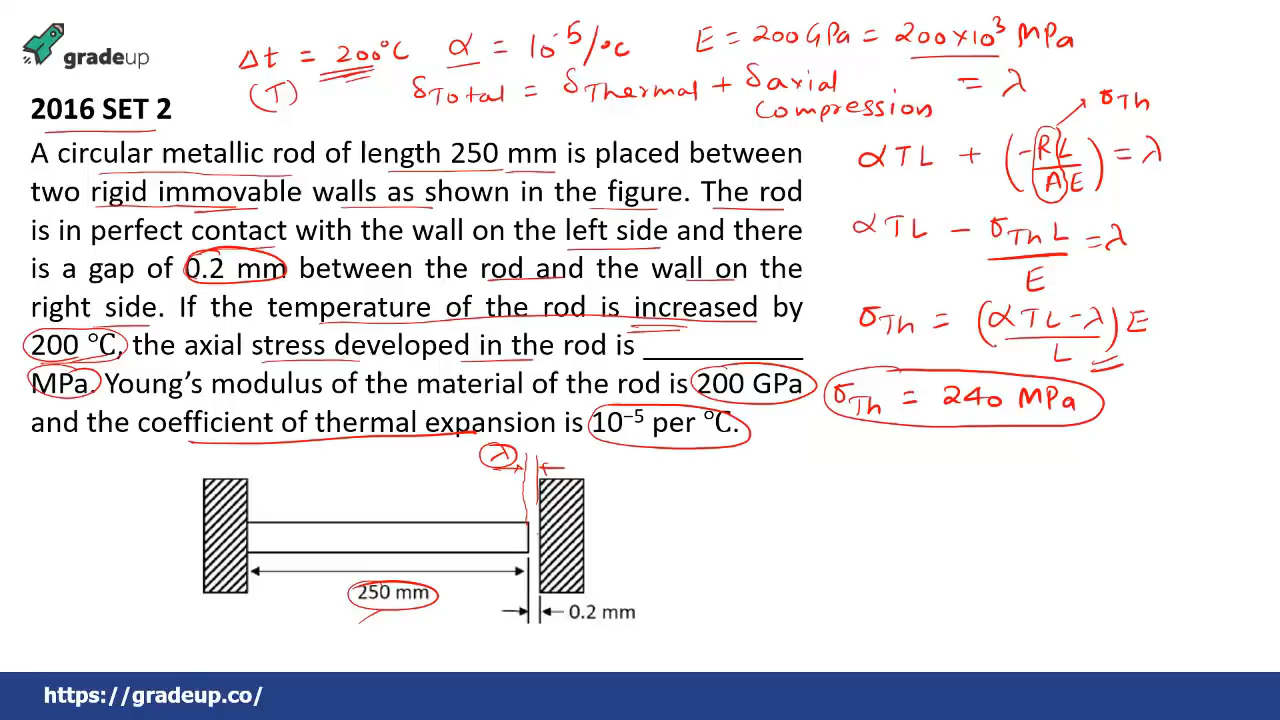 gradeup
Δt = 200°C
(T)
α = 10⁻⁵/°C
E = 200 GPa = 200×10³ MPa
δTotal = δThermal + δaxial compression = λ
2016 SET 2
A circular metallic rod of length 250 mm is placed between
two rigid immovable walls as shown in the figure. The rod
is in perfect contact with the wall on the left side and there
is a gap of 0.2 mm between the rod and the wall on the
right side. If the temperature of the rod is increased by
200 °C, the axial stress developed in the rod is __________
MPa. Young’s modulus of the material of the rod is 200 GPa
and the coefficient of thermal expansion is 10⁻⁵ per °C.
σTh
αTL + (-RL/AE) = λ
αTL - σTh L/E = λ
σTh = (αTL-λ)E/L
σTh = 240 MPa
λ
250 mm
0.2 mm
https://gradeup.co/